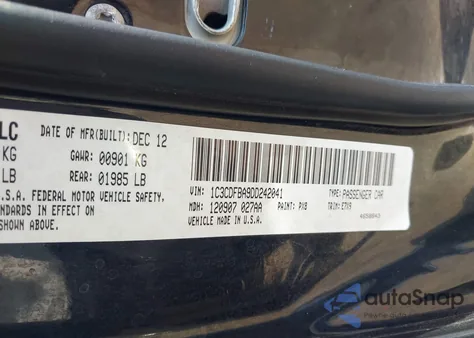 LC DATE OF MFR(BUILT): DEC 12
KG GAWR: 00901 KG
LB REAR: 01985 LB
.S.A. FEDERAL MOTOR VEHICLE SAFETY,
ANDARDS IN EFFECT ON
OWN ABOVE.
VIN: 1C3CDFBA9DD242041 TYPE: PASSENGER CAR
MDH: 120907 027AA PAINT: PX8 TRIM: E7X9
VEHICLE MADE IN U.S.A.
autoSnap